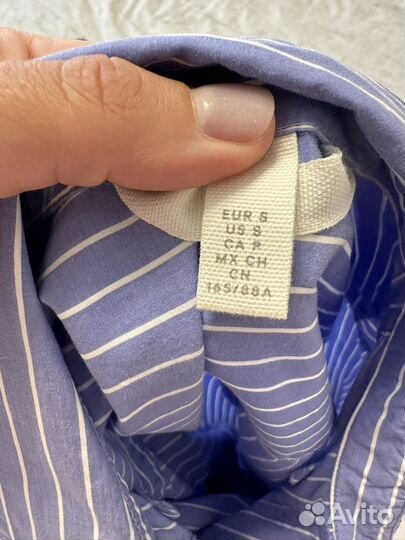 EUR S
US S
CA P
MX CH
CN
165/88A
Avito